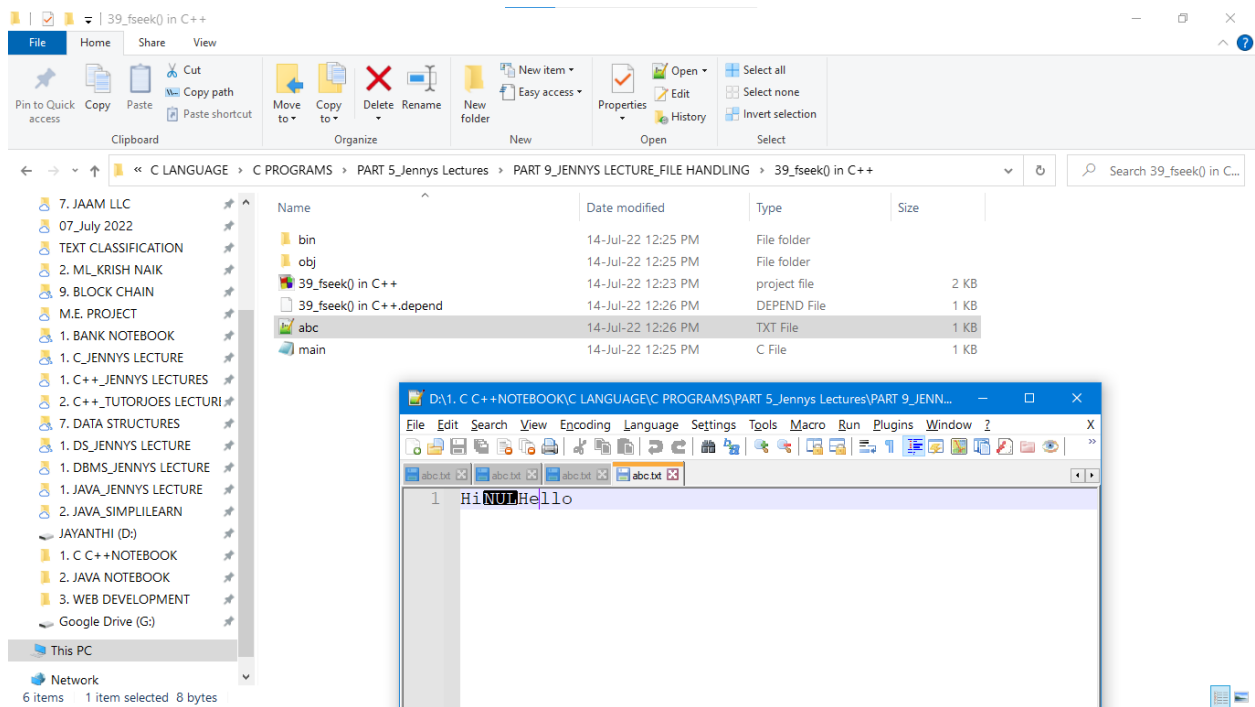 39_fseek() in C++
File Home Share View
Pin to Quick access
Copy
Paste
Cut
Copy path
Paste shortcut
Clipboard
Move to
Copy to
Delete
Rename
Organize
New folder
New item
Easy access
New
Properties
Open
Edit
History
Open
Select all
Select none
Invert selection
Select
« C LANGUAGE > C PROGRAMS > PART 5_Jennys Lectures > PART 9_JENNYS LECTURE_FILE HANDLING > 39_fseek() in C++
Search 39_fseek() in C...
7. JAAM LLC
07_July 2022
TEXT CLASSIFICATION
2. ML_KRISH NAIK
9. BLOCK CHAIN
M.E. PROJECT
1. BANK NOTEBOOK
1. C_JENNYS LECTURE
1. C++_JENNYS LECTURES
2. C++_TUTORJOES LECTURI
7. DATA STRUCTURES
1. DS_JENNYS LECTURE
1. DBMS_JENNYS LECTURE
1. JAVA_JENNYS LECTURE
2. JAVA_SIMPLILEARN
JAYANTHI (D:)
1. C C++NOTEBOOK
2. JAVA NOTEBOOK
3. WEB DEVELOPMENT
Google Drive (G:)
This PC
Network
Name Date modified Type Size
bin 14-Jul-22 12:25 PM File folder
obj 14-Jul-22 12:25 PM File folder
39_fseek() in C++ 14-Jul-22 12:23 PM project file 2 KB
39_fseek() in C++.depend 14-Jul-22 12:26 PM DEPEND File 1 KB
abc 14-Jul-22 12:26 PM TXT File 1 KB
main 14-Jul-22 12:25 PM C File 1 KB
D:\1. C C++NOTEBOOK\C LANGUAGE\C PROGRAMS\PART 5_Jennys Lectures\PART 9_JENN...
File Edit Search View Encoding Language Settings Tools Macro Run Plugins Window ? X
abc.txt abc.txt abc.txt abc.txt
1 HiNULHello
6 items 1 item selected 8 bytes